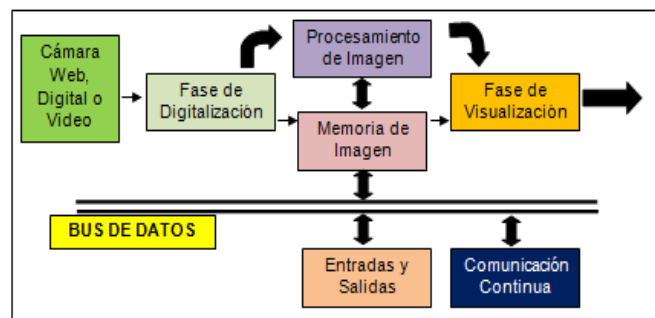 Cámara
Web,
Digital o
Video
Fase de
Digitalización
Procesamiento
de Imagen
Memoria de
Imagen
Fase de
Visualización
BUS DE DATOS
Entradas y
Salidas
Comunicación
Continua